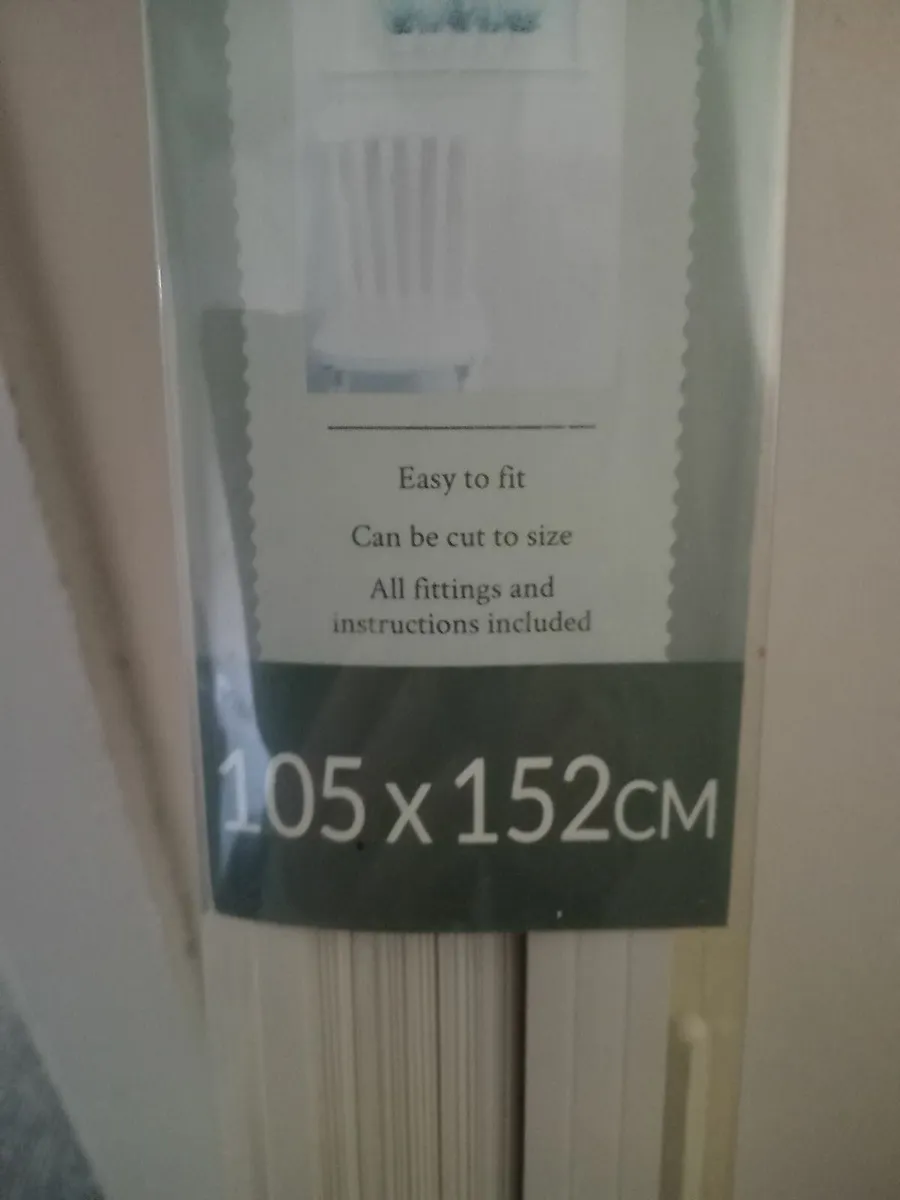 Easy to fit
Can be cut to size
All fittings and
instructions included
105 x 152CM